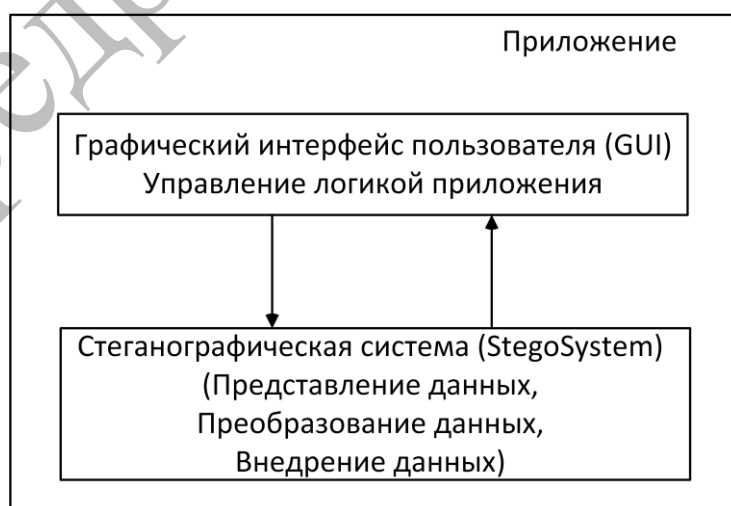 Приложение
Графический интерфейс пользователя (GUI)
Управление логикой приложения
Стеганографическая система (StegoSystem)
(Представление данных,
Преобразование данных,
Внедрение данных)